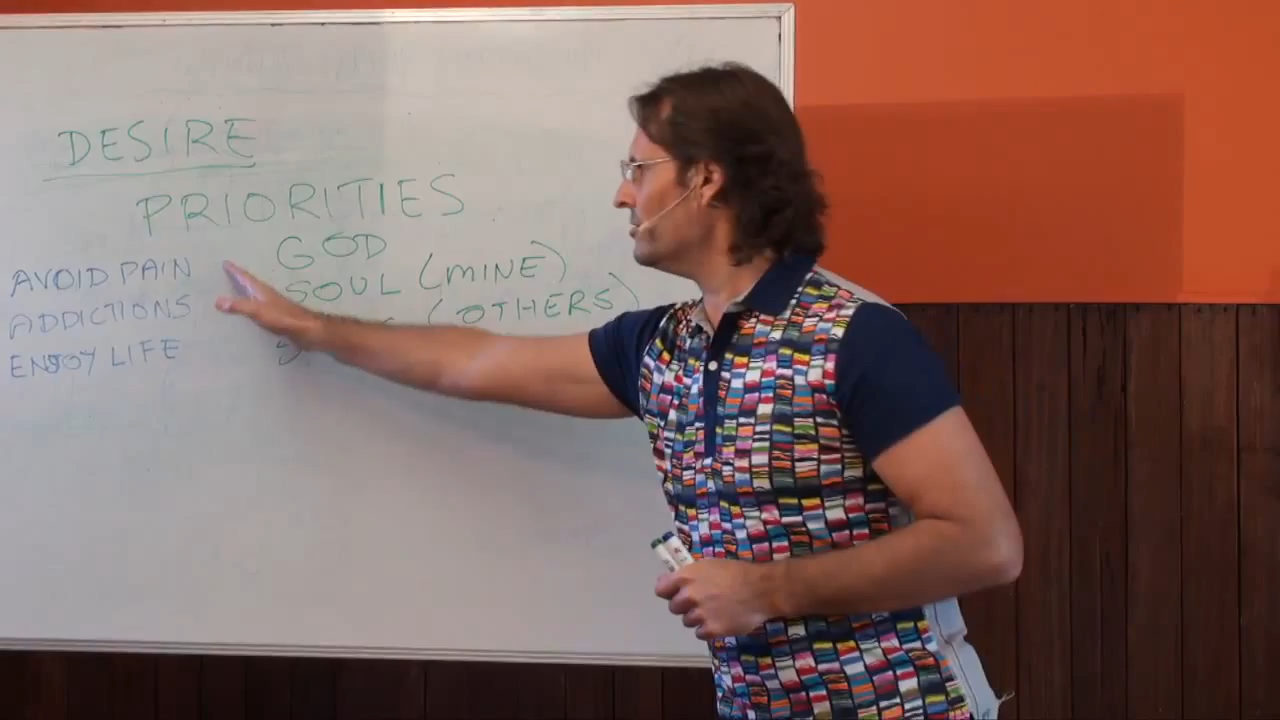 DESIRE
PRIORITIES
GOD
SOUL (MINE)
(OTHERS)
AVOID PAIN
ADDICTIONS
ENJOY LIFE